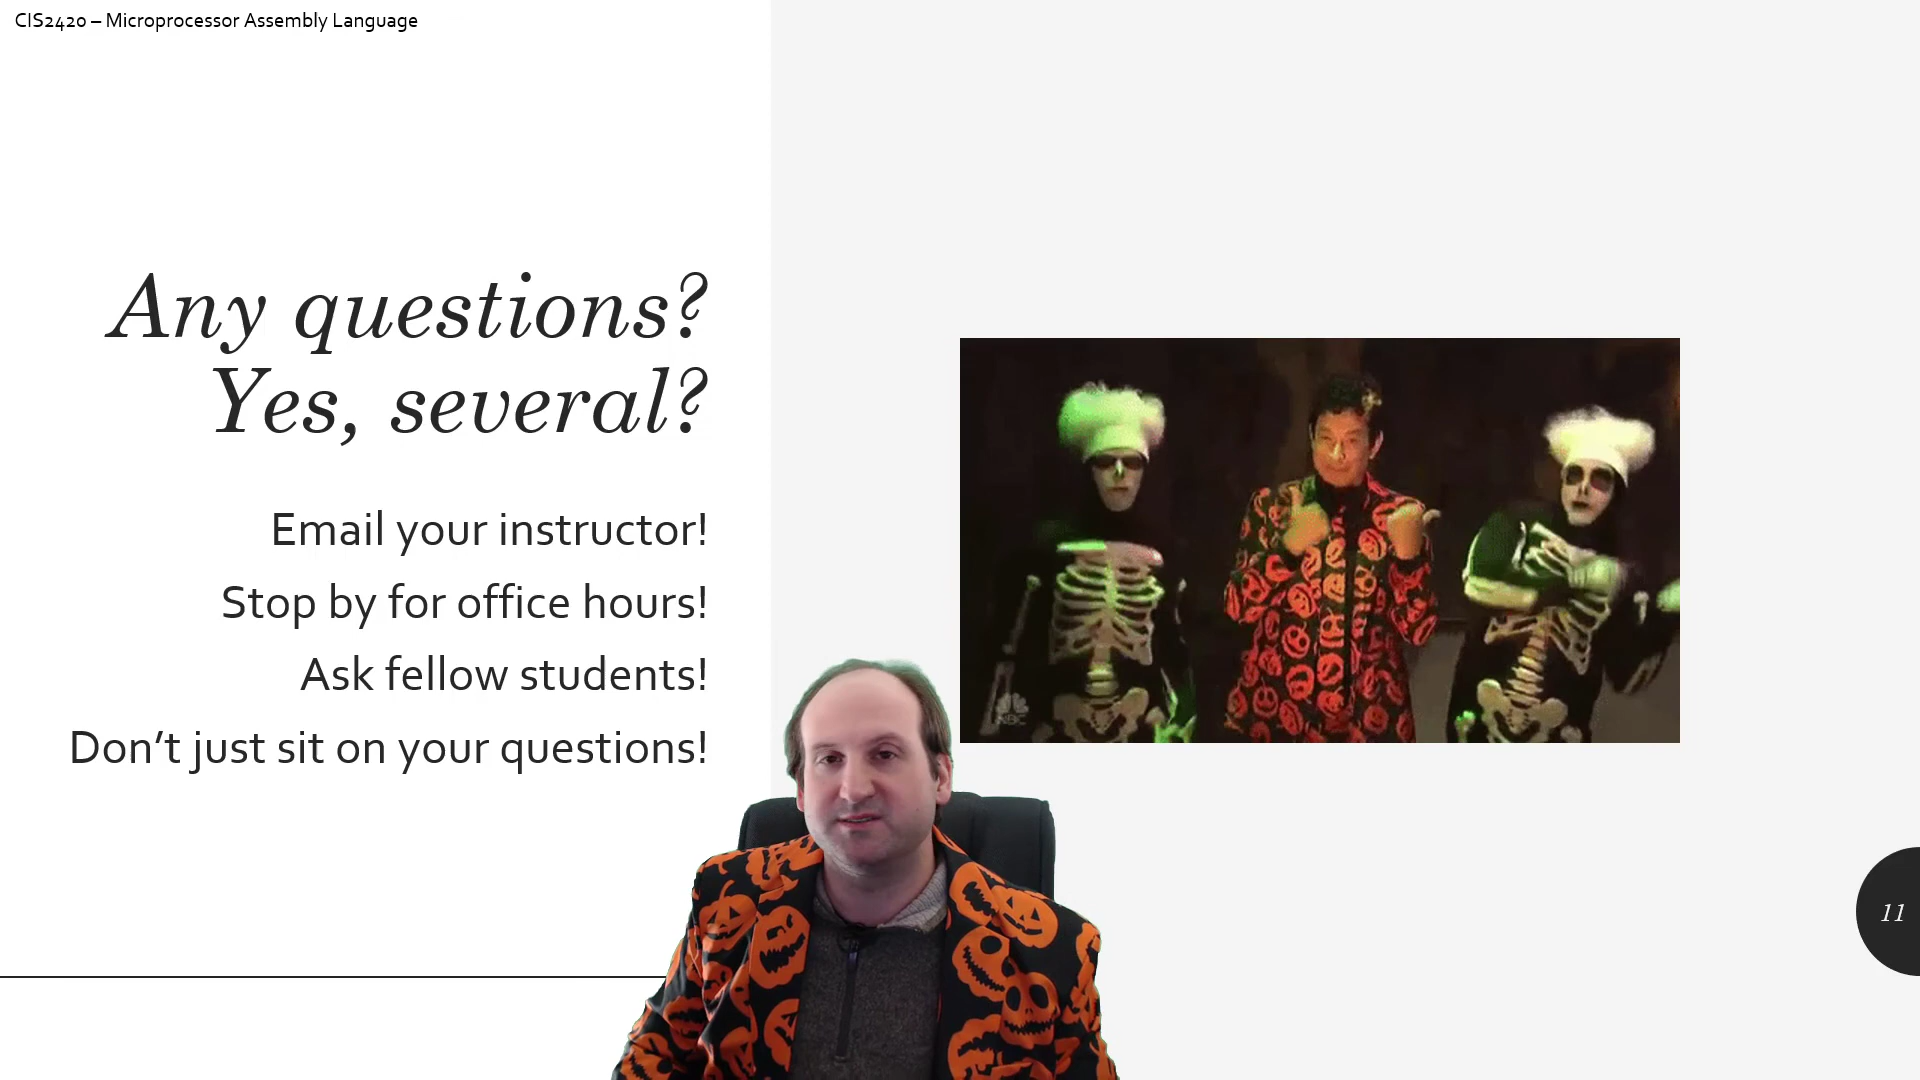 CIS2420 – Microprocessor Assembly Language
Any questions?
Yes, several?
Email your instructor!
Stop by for office hours!
Ask fellow students!
Don’t just sit on your questions!
NBC
11